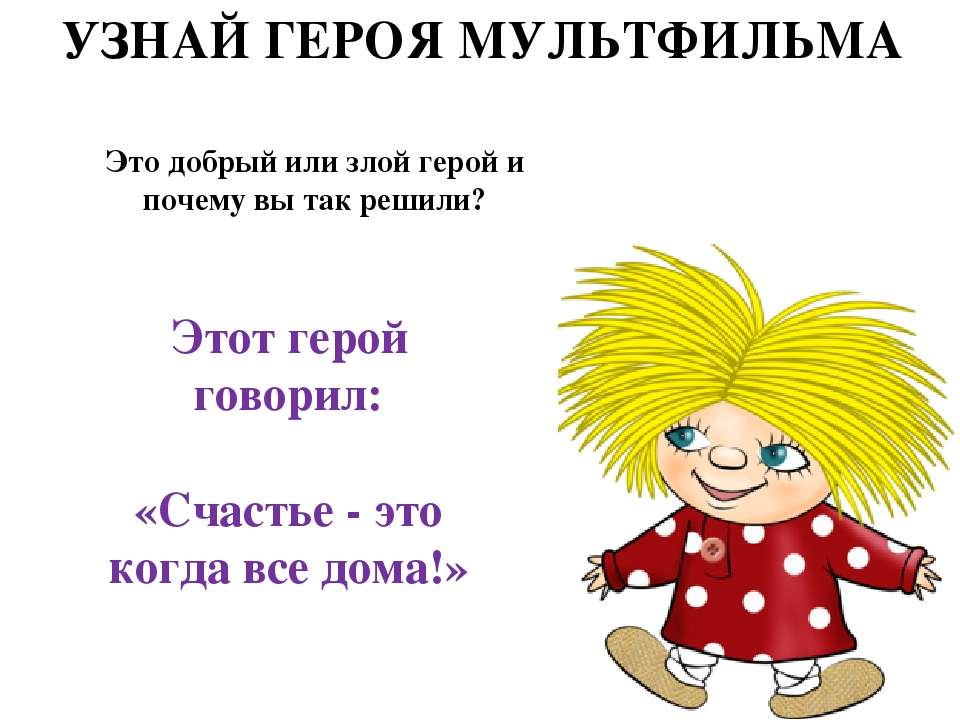 УЗНАЙ ГЕРОЯ МУЛЬТФИЛЬМА
Это добрый или злой герой и
почему вы так решили?
Этот герой
говорил:
«Счастье - это
когда все дома!»